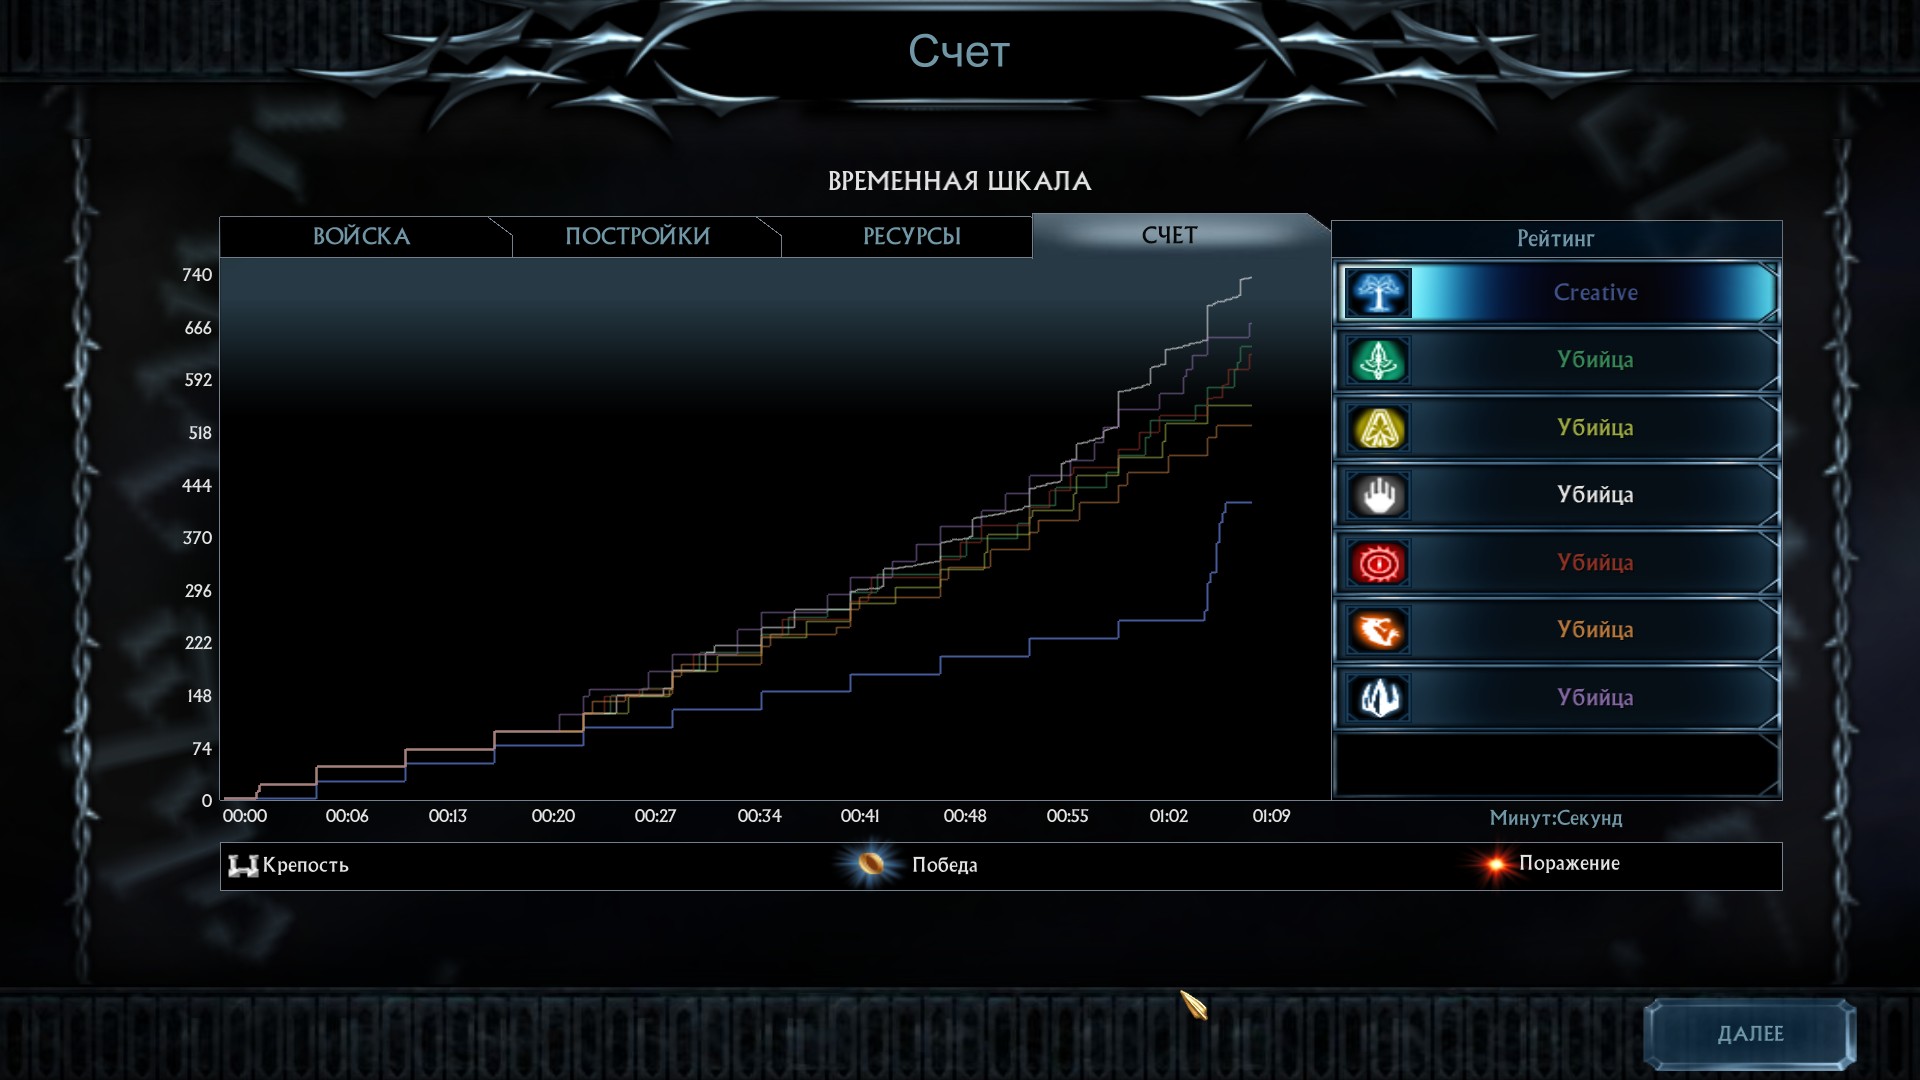 Счет
ВРЕМЕННАЯ ШКАЛА
ВОЙСКА ПОСТРОЙКИ РЕСУРСЫ СЧЕТ Рейтинг
740
666
592
518
444
370
296
222
148
74
0
00:00 00:06 00:13 00:20 00:27 00:34 00:41 00:48 00:55 01:02 01:09
Creative
Убийца
Убийца
Убийца
Убийца
Убийца
Убийца
Минут:Секунд
Крепость Победа Поражение
ДАЛЕЕ